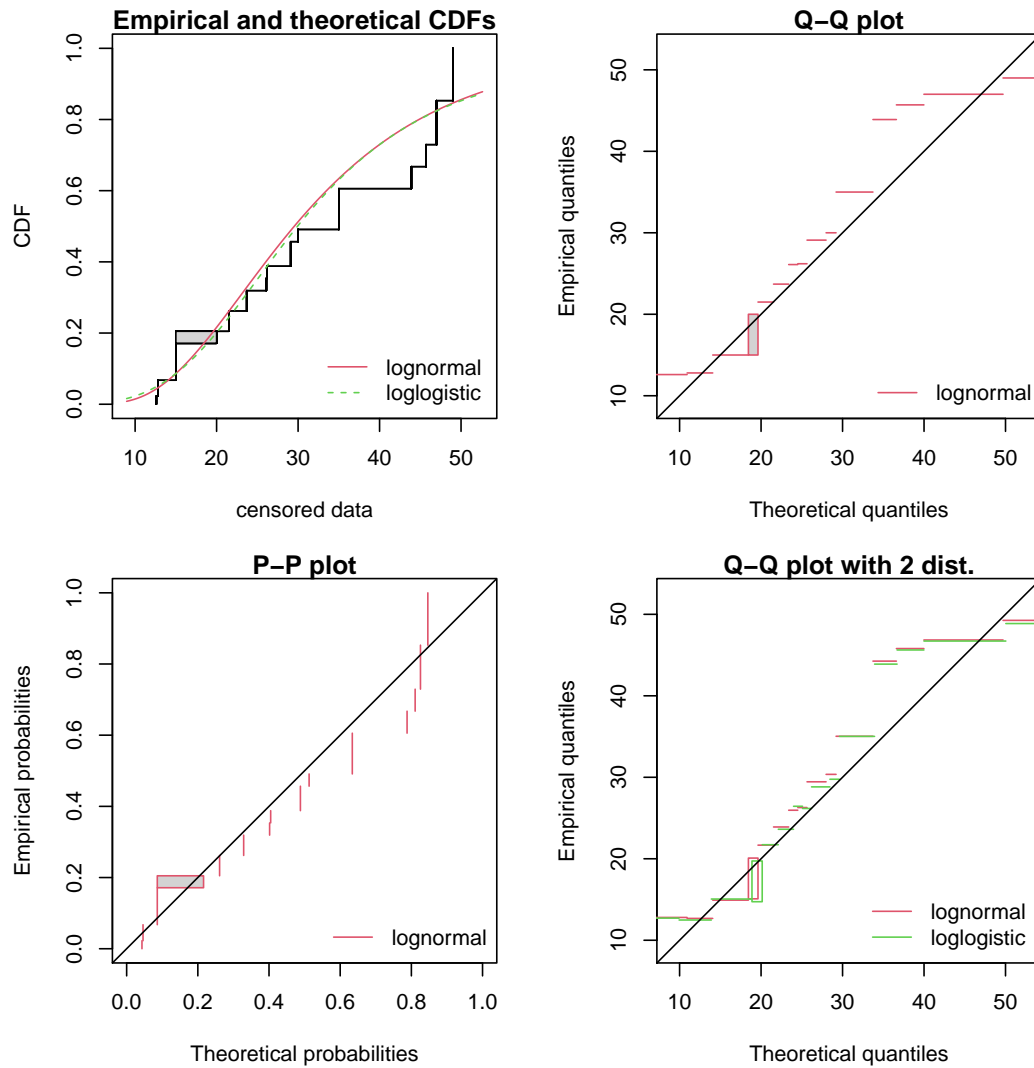 Empirical and theoretical CDFs
CDF
0.0 0.2 0.4 0.6 0.8 1.0
lognormal
loglogistic
10 20 30 40 50
censored data
Q−Q plot
Empirical quantiles
10 20 30 40 50
lognormal
10 20 30 40 50
Theoretical quantiles
P−P plot
Empirical probabilities
0.0 0.2 0.4 0.6 0.8 1.0
lognormal
0.0 0.2 0.4 0.6 0.8 1.0
Theoretical probabilities
Q−Q plot with 2 dist.
Empirical quantiles
10 20 30 40 50
lognormal
loglogistic
10 20 30 40 50
Theoretical quantiles